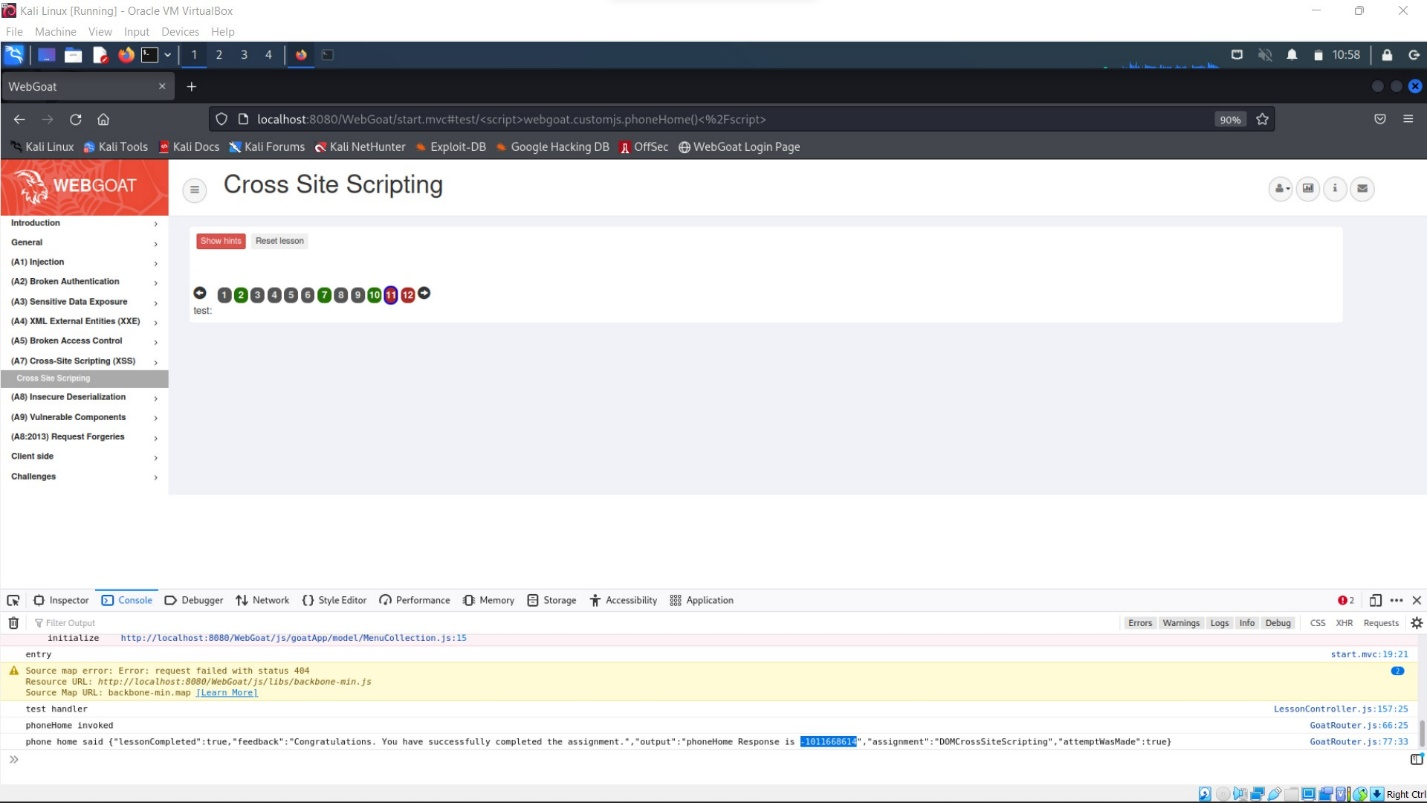 Kali Linux [Running] - Oracle VM VirtualBox
File Machine View Input Devices Help
1 2 3 4 10:58
WebGoat
localhost:8080/WebGoat/start.mvc#test/<script>webgoat.customjs.phoneHome()<%2Fscript> 90%
Kali Linux Kali Tools Kali Docs Kali Forums Kali NetHunter Exploit-DB Google Hacking DB OffSec WebGoat Login Page
WEBGOAT
Cross Site Scripting
Introduction
General
(A1) Injection
(A2) Broken Authentication
(A3) Sensitive Data Exposure
(A4) XML External Entities (XXE)
(A5) Broken Access Control
(A7) Cross-Site Scripting (XSS)
Cross Site Scripting
(A8) Insecure Deserialization
(A9) Vulnerable Components
(A8:2013) Request Forgeries
Client side
Challenges
Show hints Reset lesson
1 2 3 4 5 6 7 8 9 10 11 12
test:
Inspector Console Debugger Network Style Editor Performance Memory Storage Accessibility Application 2
Filter Output Errors Warnings Logs Info Debug CSS XHR Requests
initialize http://localhost:8080/WebGoat/js/goatApp/model/MenuCollection.js:15
entry start.mvc:19:21
Source map error: Error: request failed with status 404 2
Resource URL: http://localhost:8080/WebGoat/js/libs/backbone-min.js
Source Map URL: backbone-min.map [Learn More]
test handler LessonController.js:157:25
phoneHome invoked GoatRouter.js:66:25
phone home said {"lessonCompleted":true,"feedback":"Congratulations. You have successfully completed the assignment.","output":"phoneHome Response is -1011668614","assignment":"DOMCrossSiteScripting","attemptWasMade":true} GoatRouter.js:77:33
Right Ctrl